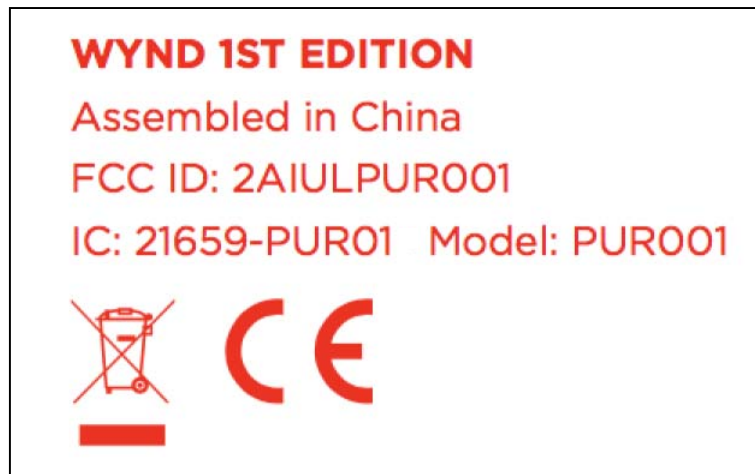 WYND 1ST EDITION
Assembled in China
FCC ID: 2AIULPUR001
IC: 21659-PUR01 Model: PUR001
CE